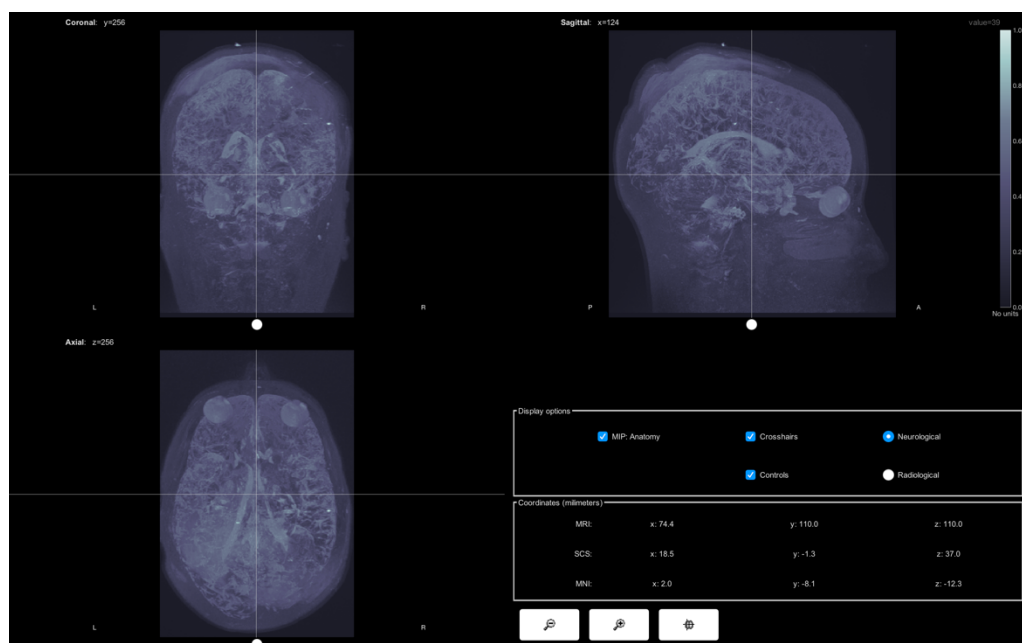 Coronal: y=256
Sagittal: x=124
value=39
1.0
0.8
0.6
0.4
0.2
0.0
No units
L
R
P
A
Axial: z=256
L
R
Display options
MIP: Anatomy
Crosshairs
Neurological
Controls
Radiological
Coordinates (milimeters)
MRI: x: 74.4 y: 110.0 z: 110.0
SCS: x: 18.5 y: -1.3 z: 37.0
MNI: x: 2.0 y: -8.1 z: -12.3